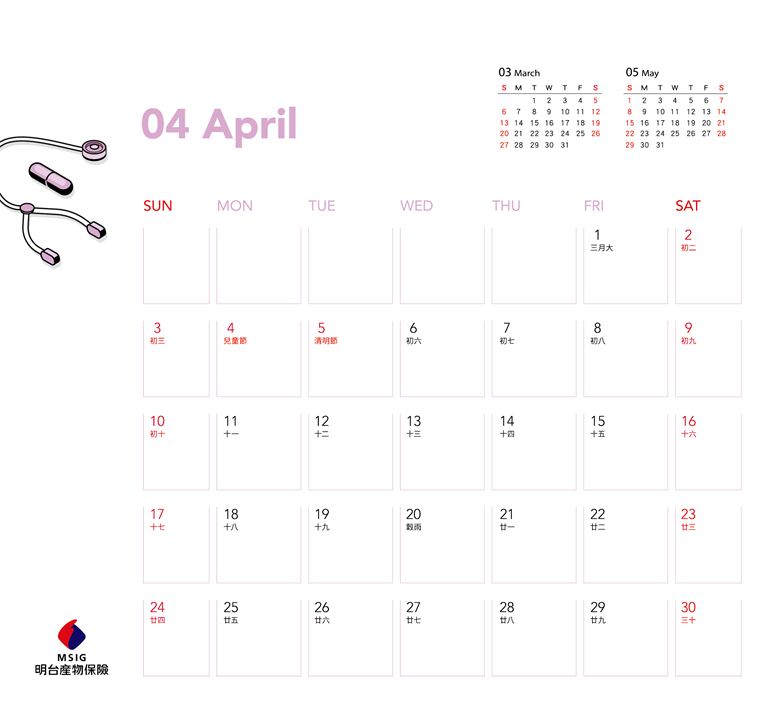 03 March
S M T W T F S
1 2 3 4 5
6 7 8 9 10 11 12
13 14 15 16 17 18 19
20 21 22 23 24 25 26
27 28 29 30 31
05 May
S M T W T F S
1 2 3 4 5 6 7
8 9 10 11 12 13 14
15 16 17 18 19 20 21
22 23 24 25 26 27 28
29 30 31
04 April
SUN MON TUE WED THU FRI SAT
1 2
三月大 初二
3 4 5 6 7 8 9
初三 兒童節 清明節 初六 初七 初八 初九
10 11 12 13 14 15 16
初十 十一 十二 十三 十四 十五 十六
17 18 19 20 21 22 23
十七 十八 十九 穀雨 廿一 廿二 廿三
24 25 26 27 28 29 30
廿四 廿五 廿六 廿七 廿八 廿九 三十
MSIG
明台產物保險